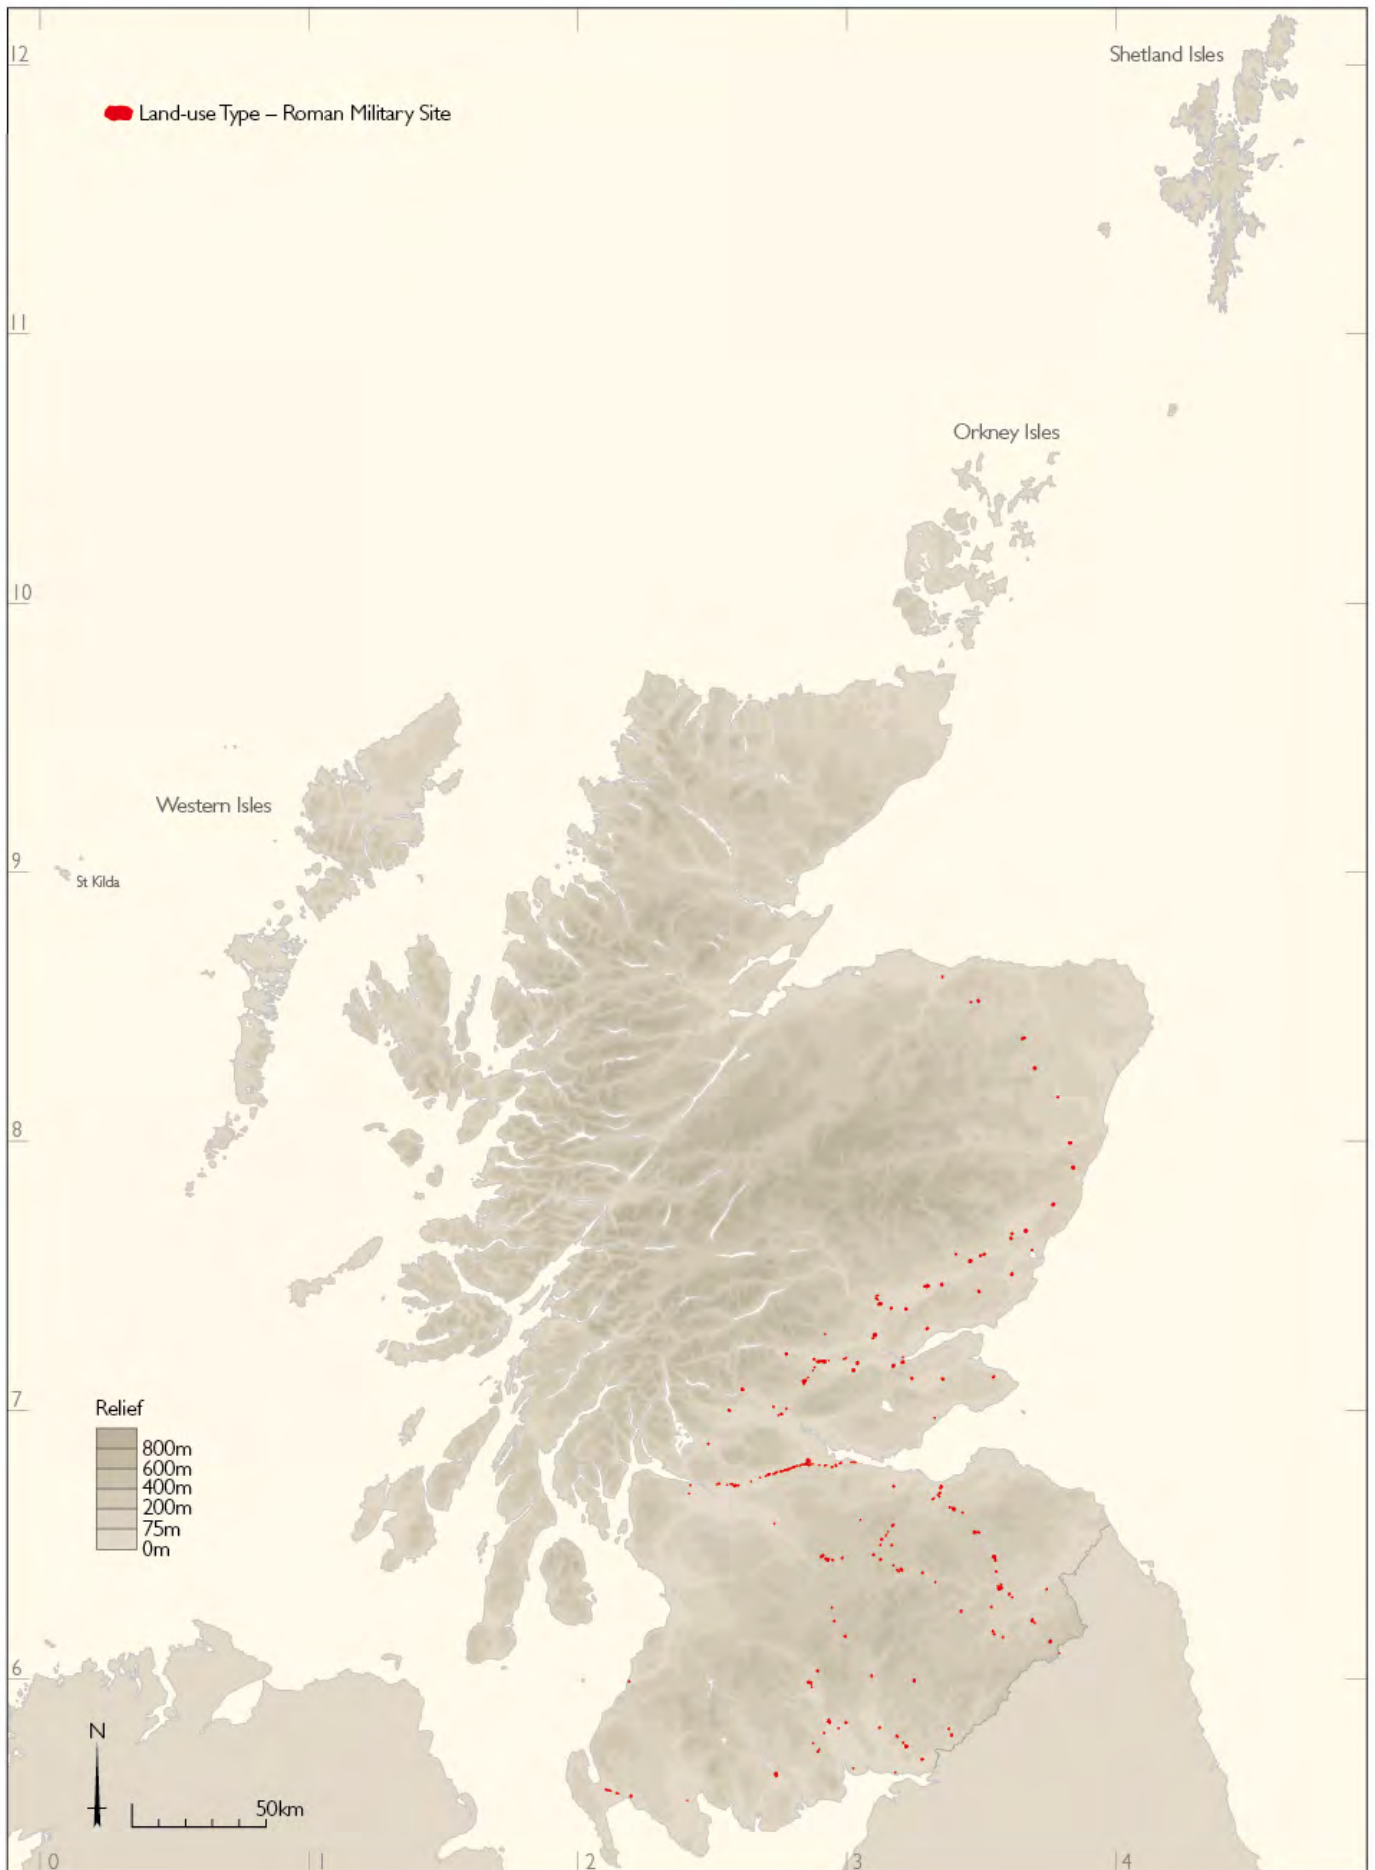 12
Shetland Isles
Land-use Type – Roman Military Site
11
Orkney Isles
10
Western Isles
9
St Kilda
8
7
Relief
800m
600m
400m
200m
75m
0m
6
N
50km
0
1
2
3
4